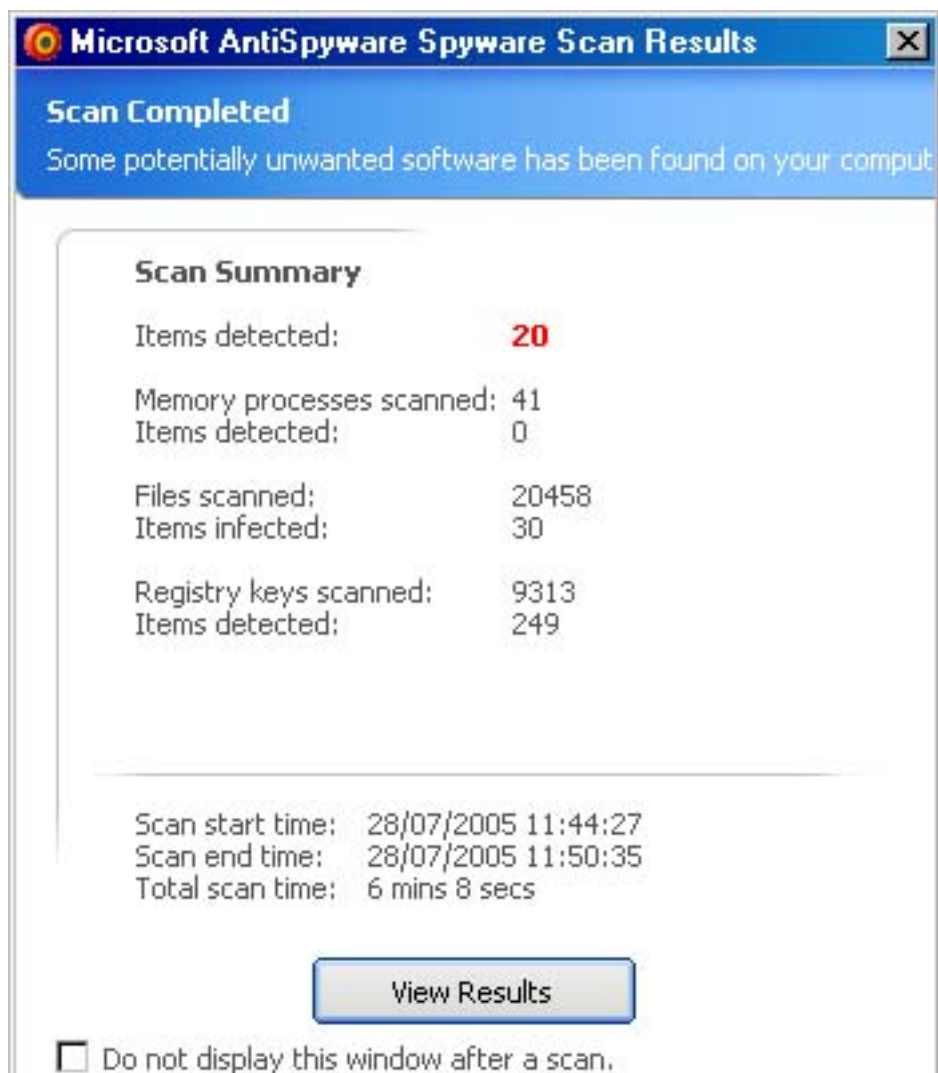 Microsoft AntiSpyware Spyware Scan Results
Scan Completed
Some potentially unwanted software has been found on your comput
Scan Summary
Items detected: 20
Memory processes scanned: 41
Items detected: 0
Files scanned: 20458
Items infected: 30
Registry keys scanned: 9313
Items detected: 249
Scan start time: 28/07/2005 11:44:27
Scan end time: 28/07/2005 11:50:35
Total scan time: 6 mins 8 secs
View Results
Do not display this window after a scan.